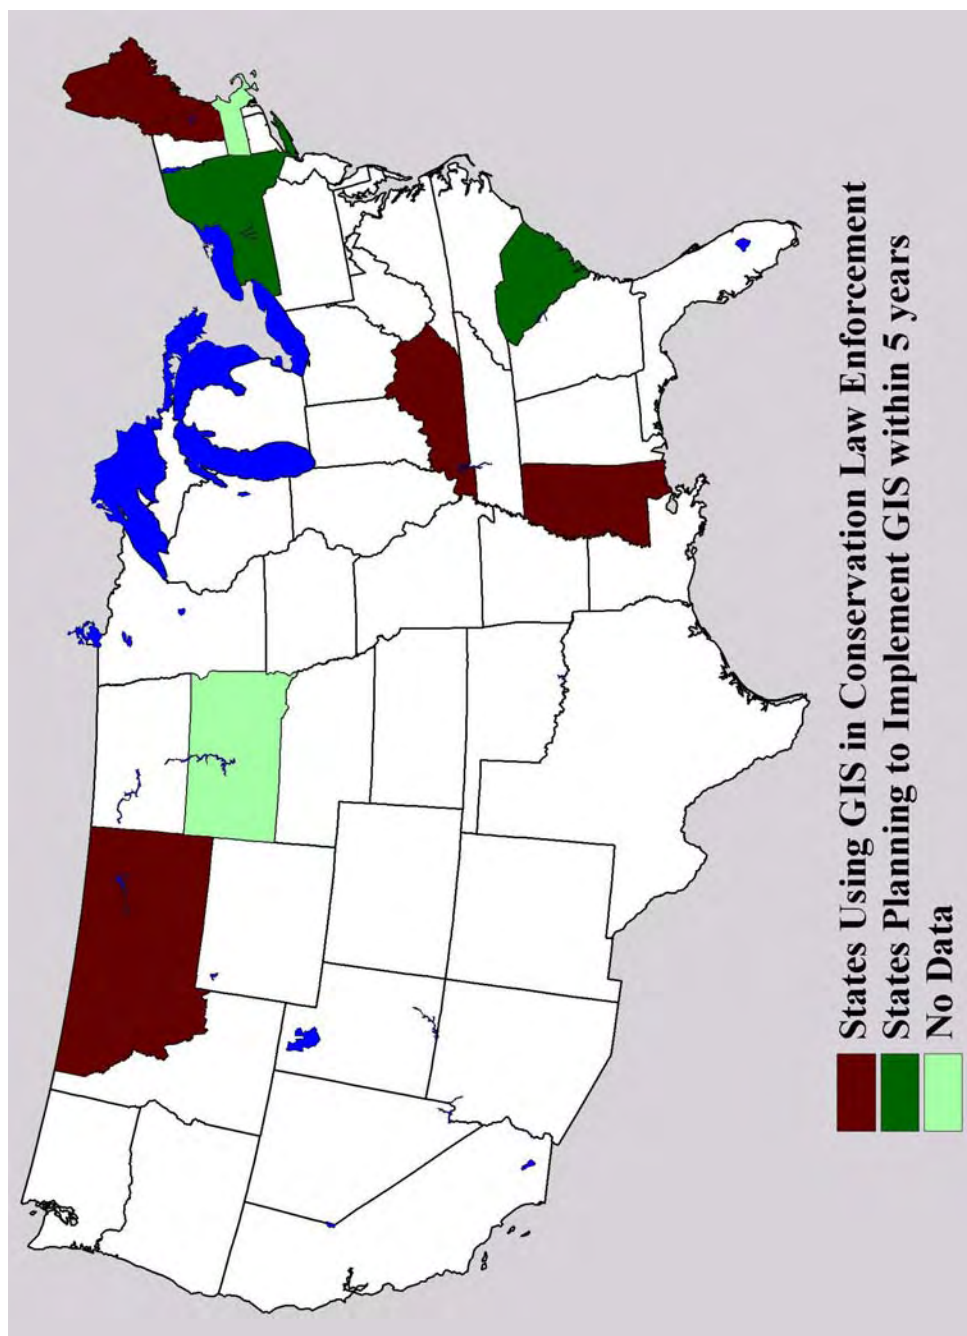 States Using GIS in Conservation Law Enforcement
States Planning to Implement GIS within 5 years
No Data